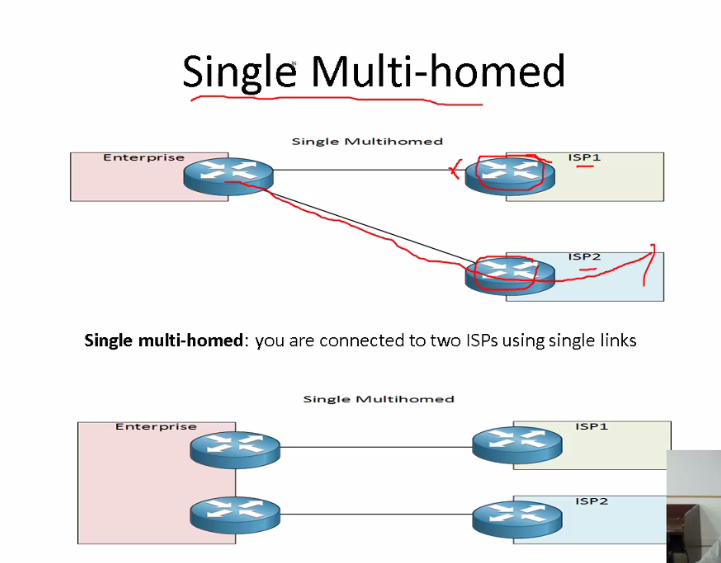 Single Multi-homed
Single Multihomed
Enterprise
ISP1
ISP2
Single multi-homed: you are connected to two ISPs using single links
Single Multihomed
Enterprise
ISP1
ISP2